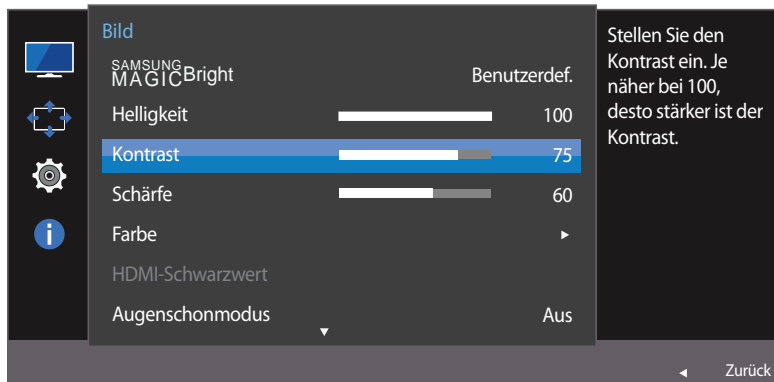 Bild
SAMSUNG
MAGICBright Benutzerdef.
Helligkeit 100
Kontrast 75
Schärfe 60
Farbe
HDMI-Schwarzwert
Augenschonmodus Aus
Stellen Sie den
Kontrast ein. Je
näher bei 100,
desto stärker ist der
Kontrast.
Zurück